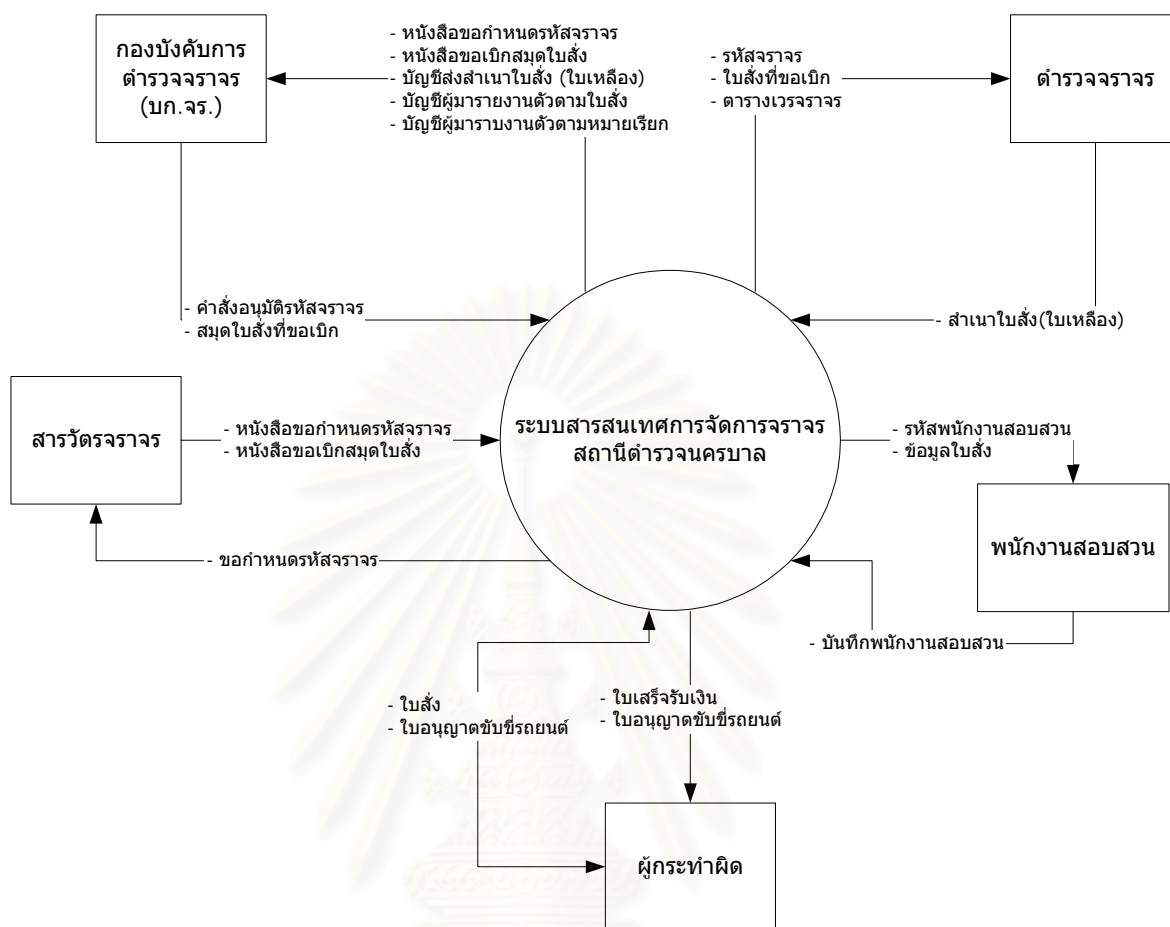 กองบังคับการ
ตำรวจจราจร
(บก.จร.)
- หนังสือขอกำหนดรหัสจราจร
- หนังสือขอเบิกสมุดใบสั่ง
- บัญชีส่งสำเนาใบสั่ง (ใบเหลือง)
- บัญชีผู้มารายงานตัวตามใบสั่ง
- บัญชีผู้มาราบงานตัวตามหมายเรียก
- รหัสจราจร
- ใบสั่งที่ขอเบิก
- ตารางเวรจราจร
ตำรวจจราจร
- คำสั่งอนุมัติรหัสจราจร
- สมุดใบสั่งที่ขอเบิก
- สำเนาใบสั่ง(ใบเหลือง)
สารวัตรจราจร
- หนังสือขอกำหนดรหัสจราจร
- หนังสือขอเบิกสมุดใบสั่ง
ระบบสารสนเทศการจัดการจราจร
สถานีตำรวจนครบาล
- รหัสพนักงานสอบสวน
- ข้อมูลใบสั่ง
พนักงานสอบสวน
- ขอกำหนดรหัสจราจร
- บันทึกพนักงานสอบสวน
- ใบสั่ง
- ใบอนุญาตขับขี่รถยนต์
- ใบเสร็จรับเงิน
- ใบอนุญาตขับขี่รถยนต์
ผู้กระทำผิด